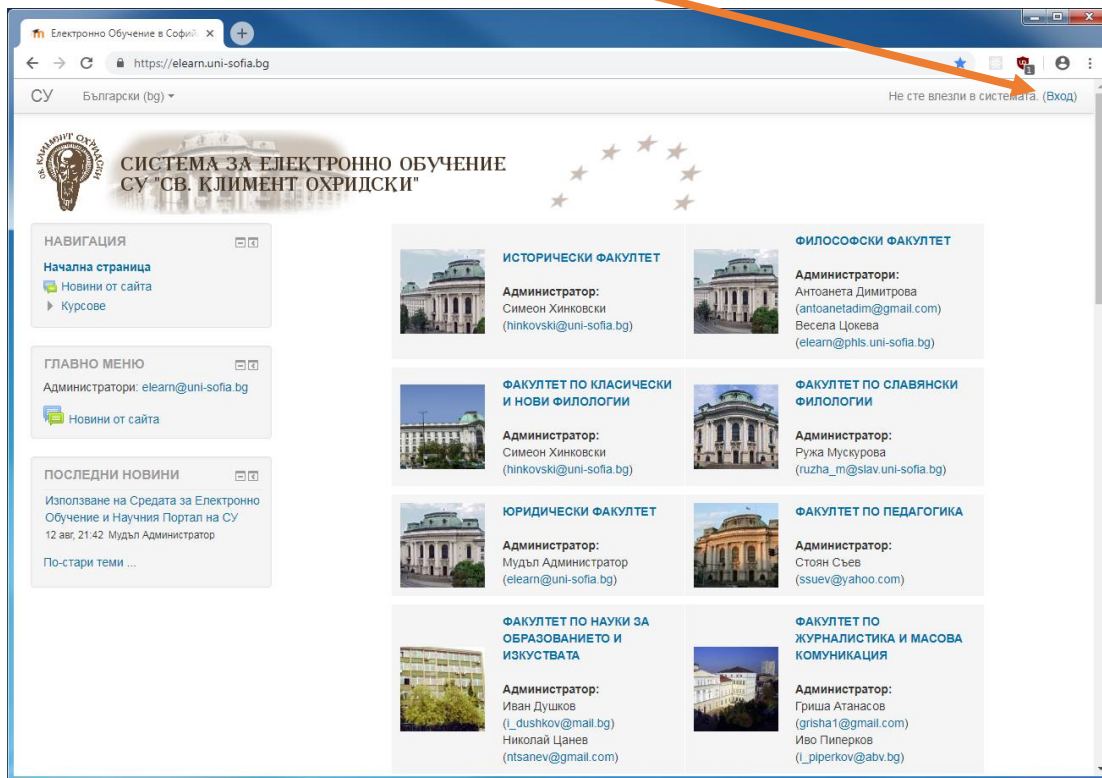 Електронно Обучение в Софий
https://elearn.uni-sofia.bg
1
СУ Български (bg)
Не сте влезли в системата. (Вход)
СВ. КЛИМЕНТ ОХРИДСКИ
СИСТЕМА ЗА ЕЛЕКТРОННО ОБУЧЕНИЕ
СУ "СВ. КЛИМЕНТ ОХРИДСКИ"
НАВИГАЦИЯ
Начална страница
Новини от сайта
Курсове
ГЛАВНО МЕНЮ
Администратори: elearn@uni-sofia.bg
Новини от сайта
ПОСЛЕДНИ НОВИНИ
Използване на Средата за Електронно
Обучение и Научния Портал на СУ
12 авг, 21:42 Мудъл Администратор
По-стари теми ...
ИСТОРИЧЕСКИ ФАКУЛТЕТ
Администратор:
Симеон Хинковски
(hinkovski@uni-sofia.bg)
ФИЛОСОФСКИ ФАКУЛТЕТ
Администратори:
Антоанета Димитрова
(antoanetadim@gmail.com)
Весела Цокева
(elearn@phls.uni-sofia.bg)
ФАКУЛТЕТ ПО КЛАСИЧЕСКИ
И НОВИ ФИЛОЛОГИИ
Администратор:
Симеон Хинковски
(hinkovski@uni-sofia.bg)
ФАКУЛТЕТ ПО СЛАВЯНСКИ
ФИЛОЛОГИИ
Администратор:
Ружа Мускурова
(ruzha_m@slav.uni-sofia.bg)
ЮРИДИЧЕСКИ ФАКУЛТЕТ
Администратор:
Мудъл Администратор
(elearn@uni-sofia.bg)
ФАКУЛТЕТ ПО ПЕДАГОГИКА
Администратор:
Стоян Съев
(ssuev@yahoo.com)
ФАКУЛТЕТ ПО НАУКИ ЗА
ОБРАЗОВАНИЕТО И
ИЗКУСТВАТА
Администратор:
Иван Душков
(i_dushkov@mail.bg)
Николай Цанев
(ntsanev@gmail.com)
ФАКУЛТЕТ ПО
ЖУРНАЛИСТИКА И МАСОВА
КОМУНИКАЦИЯ
Администратор:
Гриша Атанасов
(grisha1@gmail.com)
Иво Пиперков
(i_piperkov@abv.bg)